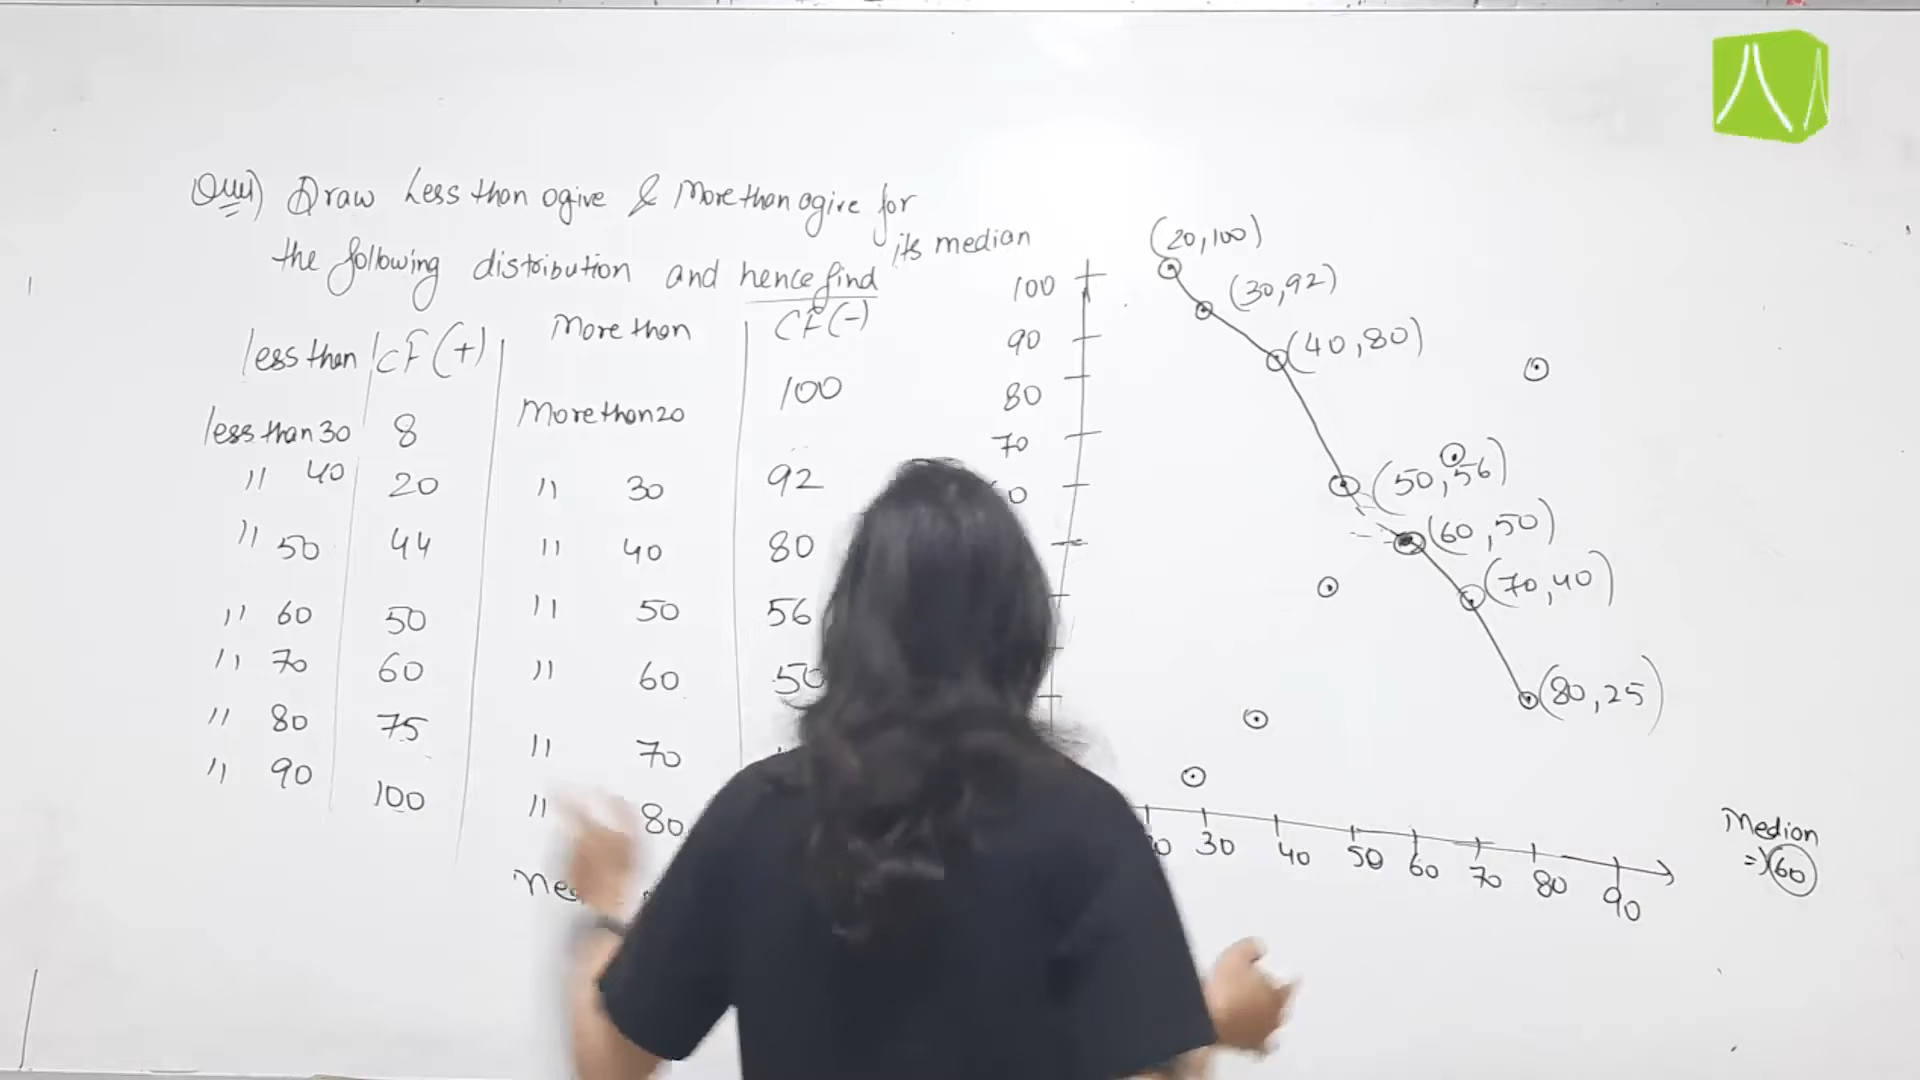 Que1) Draw Less than ogive & More than ogive for
the following distribution and hence find its median
less than CF(+) More than CF(-)
More than 20 100
less than 30 8
" 40 20 " 30 92
" 50 44 " 40 80
" 60 50 " 50 56
" 70 60 " 60 50
" 80 75 " 70
" 90 100 " 80
100
90
80
70
(20,100)
(30,92)
(40,80)
(50,56)
(60,50)
(70,40)
(80,25)
30 40 50 60 70 80 90
Median
=) 60